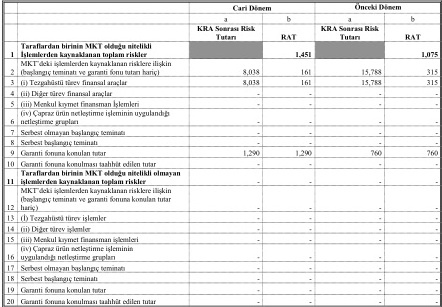 Cari Dönem Önceki Dönem
a b a b
KRA Sonrası Risk Tutarı RAT KRA Sonrası Risk Tutarı RAT
1 Taraflardan birinin MKT olduğu nitelikli
İşlemlerden kaynaklanan toplam riskler 1,451 1,075
MKT'deki işlemlerden kaynaklanan risklere ilişkin
2 (başlangıç teminatı ve garanti fonu tutarı hariç) 8,038 161 15,788 315
3 (i) Tezgahüstü türev finansal araçlar 8,038 161 15,788 315
4 (ii) Diğer türev finansal araçlar - - - -
5 (iii) Menkul kıymet finansman İşlemleri - - - -
(iv) Çapraz ürün netleştirme işleminin uygulandığı
6 netleştirme grupları - - - -
7 Serbest olmayan başlangıç teminatı - - - -
8 Serbest başlangıç teminatı - - - -
9 Garanti fonuna konulan tutar 1,290 1,290 760 760
10 Garanti fonuna konulması taahhüt edilen tutar - - - -
Taraflardan birinin MKT olduğu nitelikli olmayan
11 işlemlerden kaynaklanan toplam riskler - - - -
MKT'deki işlemlerden kaynaklanan risklere ilişkin
(başlangıç teminatı ve garanti fonuna konulan tutar
12 hariç) - - - -
13 (İ) Tezgahüstü türev işlemler - - - -
14 (ii) Diğer türev işlemler - - - -
15 (iii) Menkul kıymet finansman işlemleri - - - -
(iv) Çapraz ürün netleştirme işleminin
16 uygulandığı netleştirme grupları - - - -
17 Serbest olmayan başlangıç teminatı - - - -
18 Serbest başlangıç teminatı - - - -
19 Garanti fonuna konulan tutar - - - -
20 Garanti fonuna konulması taahhüt edilen tutar - - - -